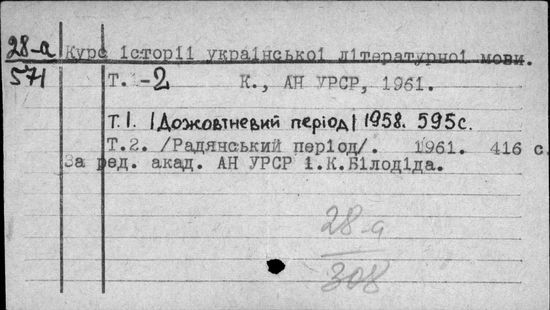 28-а
571
Курс історії української літературної мови.
Т. 1-2 К., АН УРСР, 1961.
Т.1. /Дожовтневий період/ 1958. 595с.
Т.2. /Радянський період/. 1961. 416 с.
За ред. акад. АН УРСР І.К.Білодіда.
28-а
308